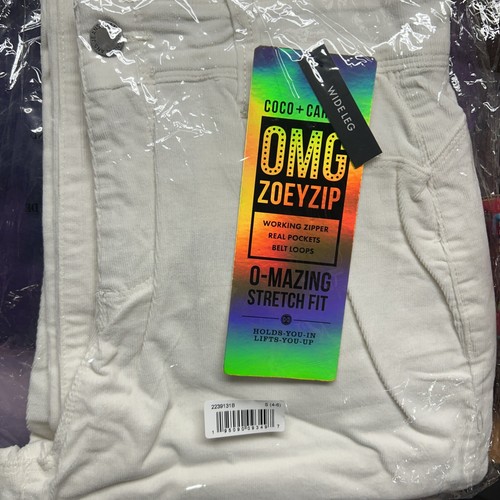 COCO + CAR
WIDE LEG
OMG
ZOEYZIP
WORKING ZIPPER
REAL POCKETS
BELT LOOPS
O-MAZING
STRETCH FIT
HOLDS-YOU-IN
LIFTS-YOU-UP
22391318